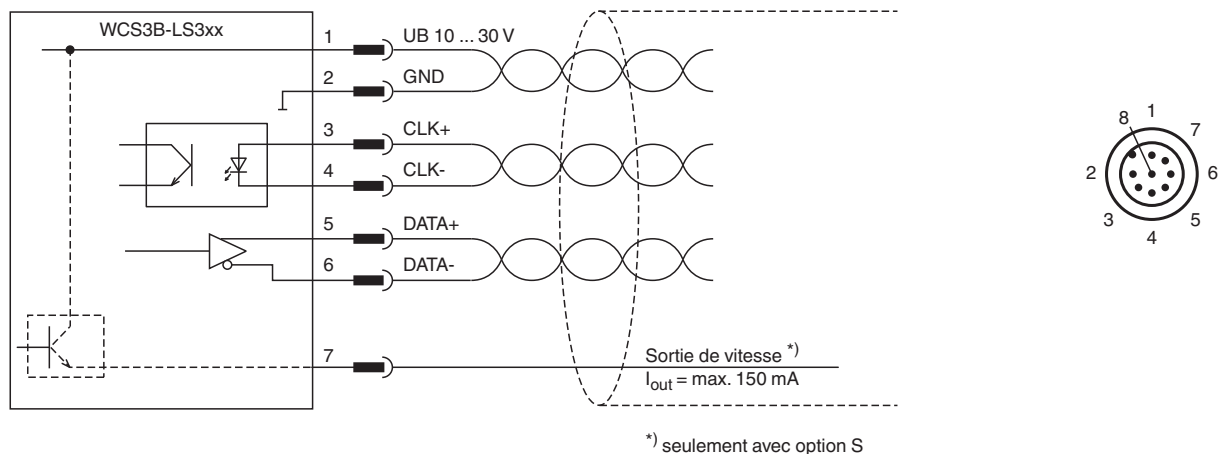 WCS3B-LS3xx
1 UB 10 ... 30 V
2 GND
3 CLK+
4 CLK-
5 DATA+
6 DATA-
7 Sortie de vitesse *)
Iout = max. 150 mA
*) seulement avec option S
8 1 7
2 6
3 5
4